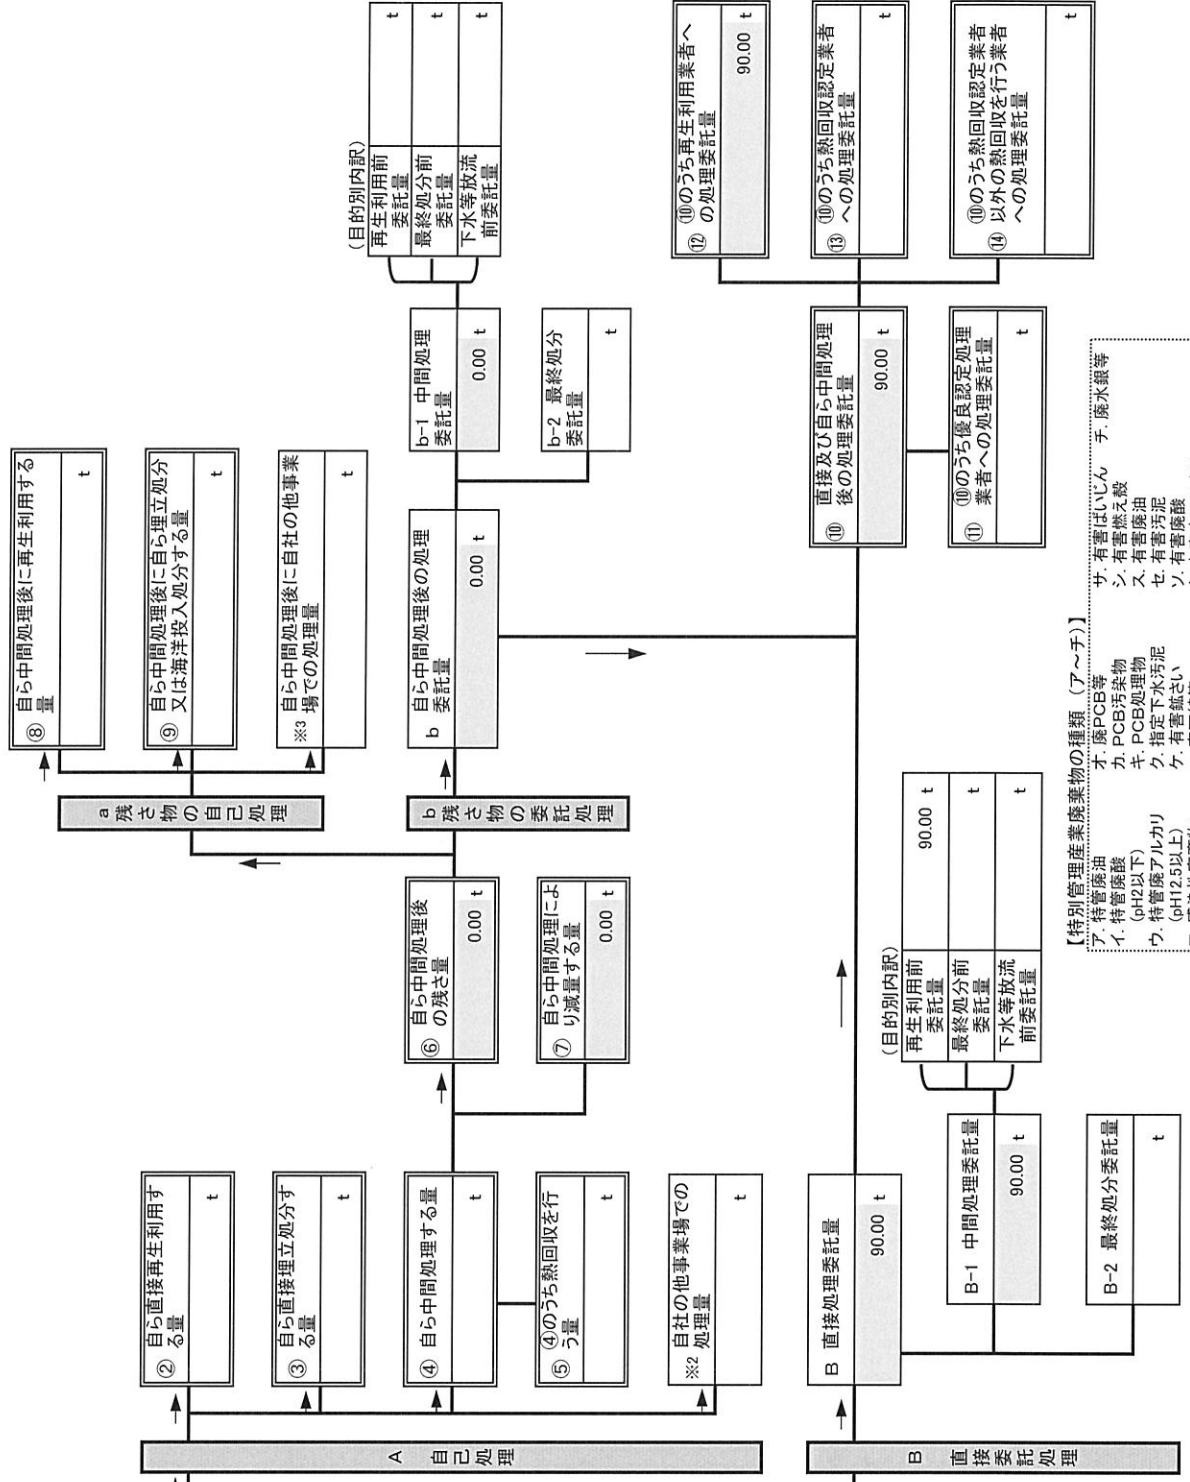 A 自己処理
② 自ら直接再生利用す
る量
t
③ 自ら直接埋立処分す
る量
t
④ 自ら中間処理する量
t
⑤ ④のうち熱回収を行
う量
t
※2 自社の他事業場での
処理量
t
⑥ 自ら中間処理後
の残さ量
0.00 t
⑦ 自ら中間処理によ
り減量する量
0.00 t
a 残さ物の自己処理
⑧ 自ら中間処理後に再生利用する
量
t
⑨ 自ら中間処理後に自ら埋立処分
又は海洋投入処分する量
t
※3 自ら中間処理後に自社の他事業
場での処理量
t
b 残さ物の委託処理
b 自ら中間処理後の処理
委託量
0.00 t
b-1 中間処理
委託量
0.00 t
b-2 最終処分
委託量
t
(目的別内訳)
再生利用前
委託量
t
最終処分前
委託量
t
下水等放流
前委託量
t
B 直接委託処理
B 直接処理委託量
90.00 t
B-1 中間処理委託量
90.00 t
B-2 最終処分委託量
t
(目的別内訳)
再生利用前
委託量
90.00 t
最終処分前
委託量
t
下水等放流
前委託量
t
⑩ 直接及び自ら中間処理
後の処理委託量
90.00 t
⑪ ⑩のうち優良認定処理
業者への処理委託量
t
⑫ ⑩のうち再生利用業者へ
の処理委託量
90.00 t
⑬ ⑩のうち熱回収認定業者
への処理委託量
t
⑭ ⑩のうち熱回収認定業者
以外の熱回収を行う業者
への処理委託量
t
【特別管理産業廃棄物の種類 (ア~チ)】
ア. 特管廃油
イ. 特管廃酸
(pH2以下)
ウ. 特管廃アルカリ
(pH12.5以上)
オ. 廃PCB等
カ. PCB汚染物
キ. PCB処理物
ク. 指定下水汚泥
ケ. 有害鉱さい
サ. 有害ばいじん
シ. 有害燃え殻
ス. 有害廃油
セ. 有害汚泥
ソ. 有害廃酸
チ. 廃水銀等